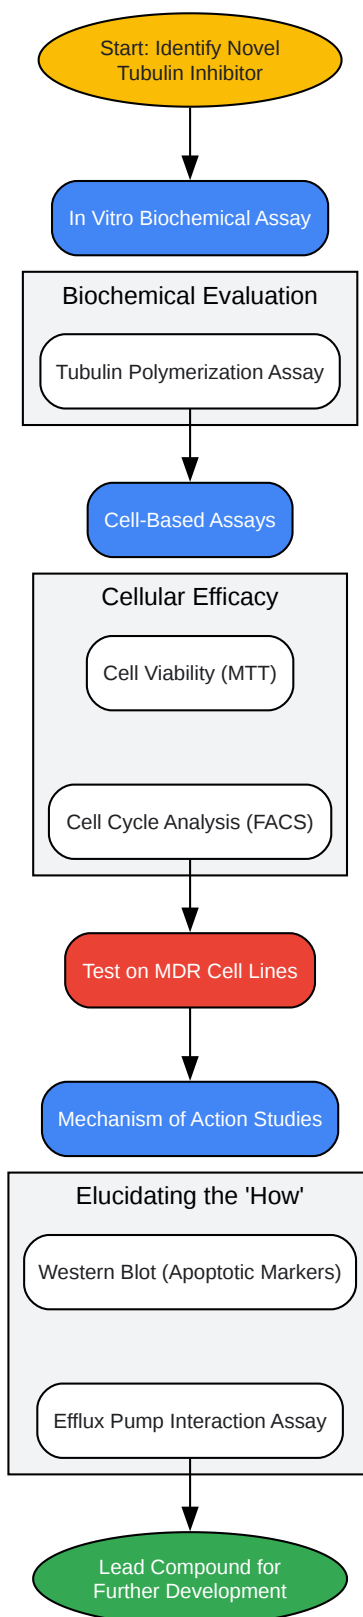 Start: Identify Novel
Tubulin Inhibitor
In Vitro Biochemical Assay
Biochemical Evaluation
Tubulin Polymerization Assay
Cell-Based Assays
Cellular Efficacy
Cell Viability (MTT)
Cell Cycle Analysis (FACS)
Test on MDR Cell Lines
Mechanism of Action Studies
Elucidating the 'How'
Western Blot (Apoptotic Markers)
Efflux Pump Interaction Assay
Lead Compound for
Further Development